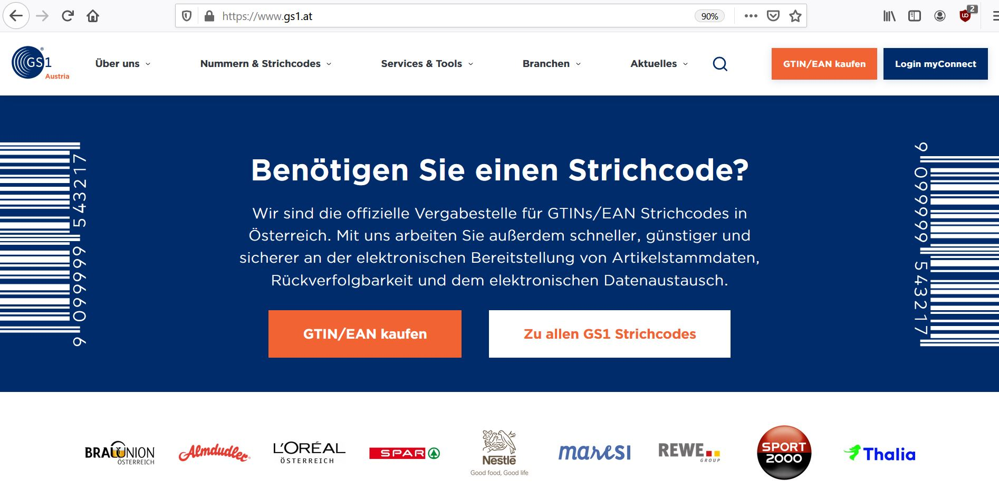 https://www.gs1.at
90%
2
GS1
®
Austria
Über uns
Nummern & Strichcodes
Services & Tools
Branchen
Aktuelles
GTIN/EAN kaufen
Login myConnect
9 099999 543217
Benötigen Sie einen Strichcode?
Wir sind die offizielle Vergabestelle für GTINs/EAN Strichcodes in
Österreich. Mit uns arbeiten Sie außerdem schneller, günstiger und
sicherer an der elektronischen Bereitstellung von Artikelstammdaten,
Rückverfolgbarkeit und dem elektronischen Datenaustausch.
GTIN/EAN kaufen
Zu allen GS1 Strichcodes
9 099999 543217
BRAU UNION
ÖSTERREICH
Almdudler
L'ORÉAL
ÖSTERREICH
SPAR
Nestlé
Good food, Good life
maresi
REWE
GROUP
SPORT
2000
Thalia